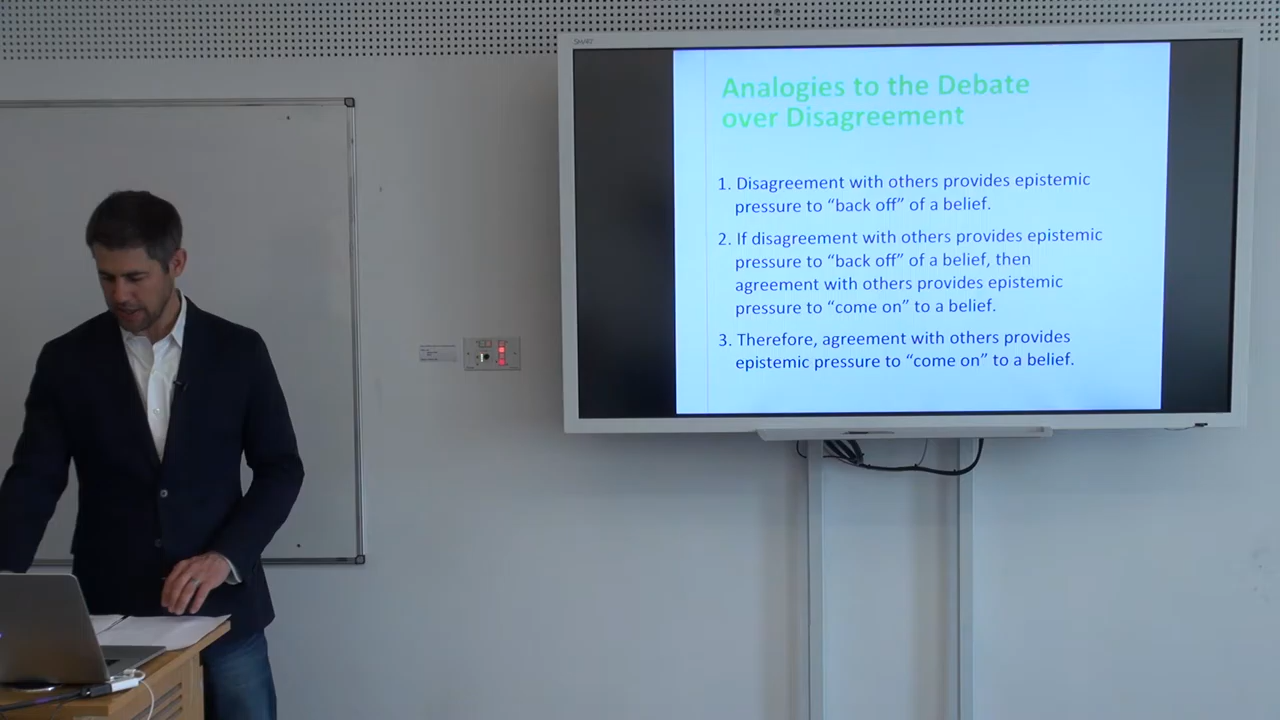 SMART
Analogies to the Debate
over Disagreement
1. Disagreement with others provides epistemic
pressure to “back off” of a belief.
2. If disagreement with others provides epistemic
pressure to “back off” of a belief, then
agreement with others provides epistemic
pressure to “come on” to a belief.
3. Therefore, agreement with others provides
epistemic pressure to “come on” to a belief.